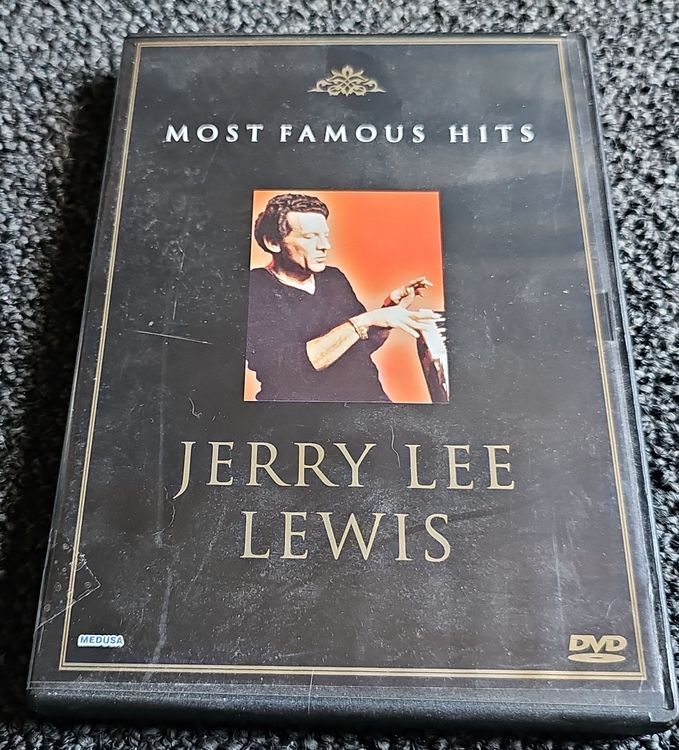 MOST FAMOUS HITS
JERRY LEE
LEWIS
MEDUSA
DVD